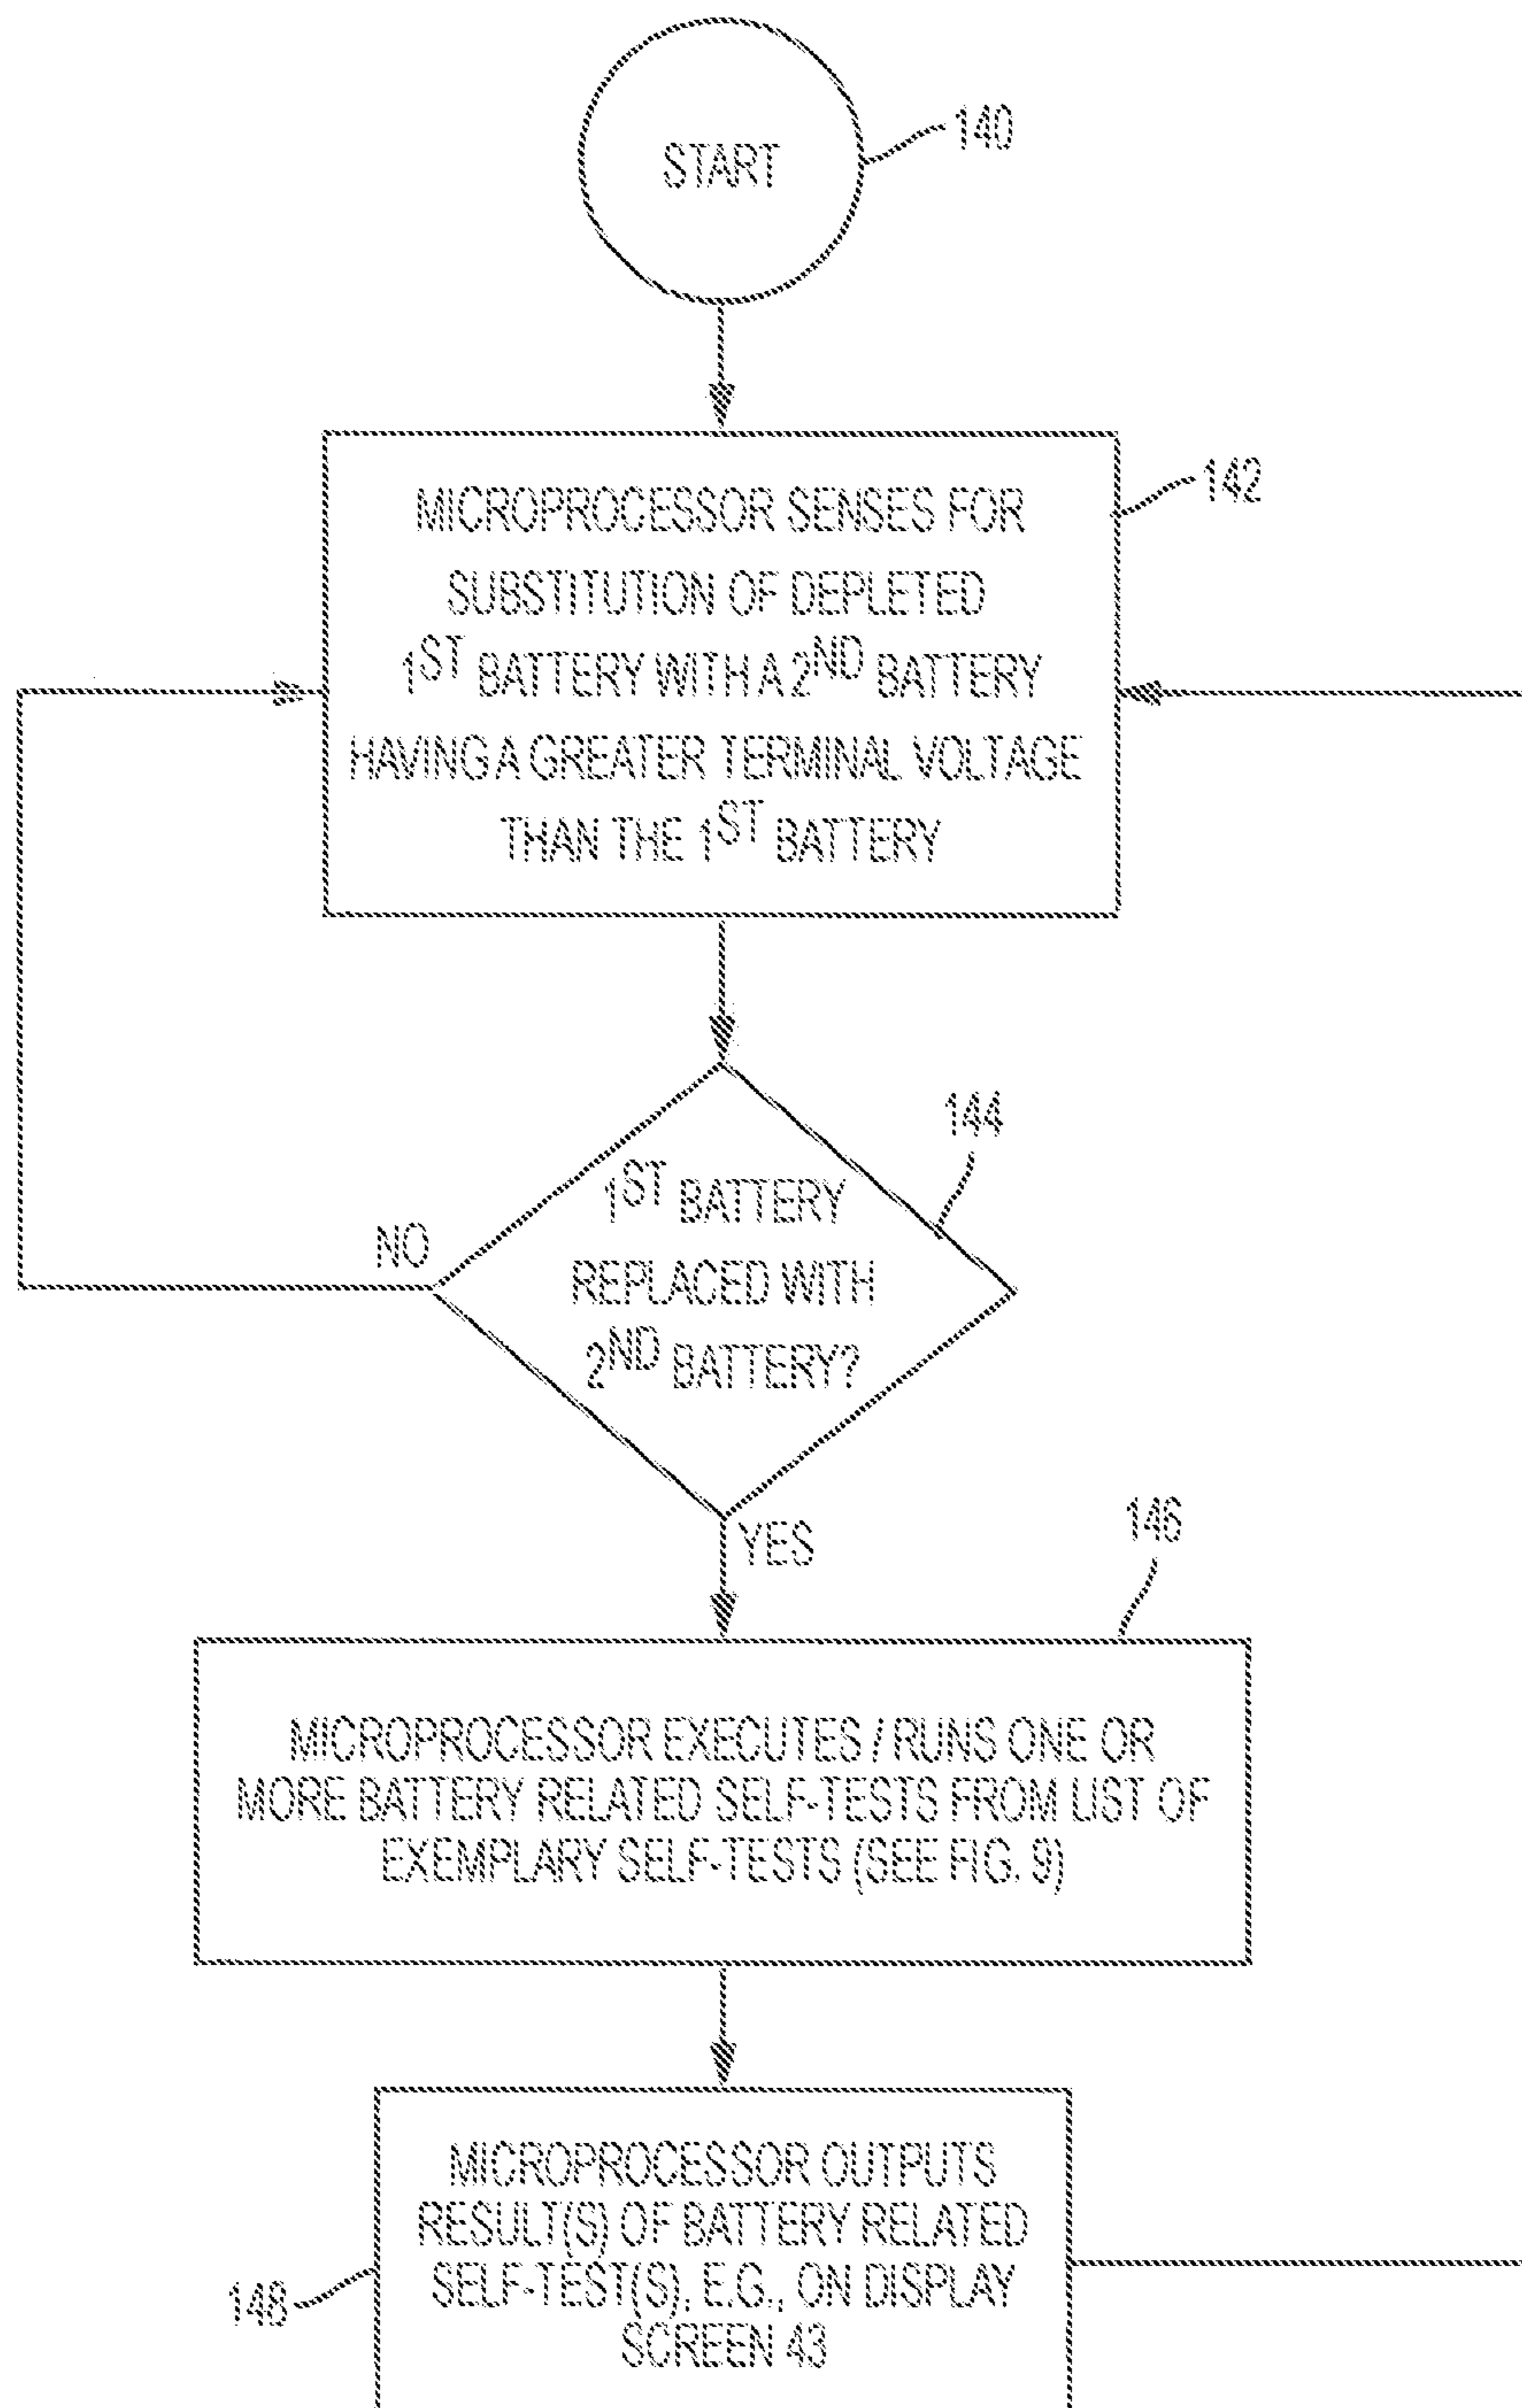 START
140
142
MICROPROCESSOR SENSES FOR
SUBSTITUTION OF DEPLETED
1ST BATTERY WITH A 2ND BATTERY
HAVING A GREATER TERMINAL VOLTAGE
THAN THE 1ST BATTERY
144
1ST BATTERY
REPLACED WITH
2ND BATTERY?
NO
YES
146
MICROPROCESSOR EXECUTES / RUNS ONE OR
MORE BATTERY RELATED SELF-TESTS FROM LIST OF
EXEMPLARY SELF-TESTS (SEE FIG. 9)
MICROPROCESSOR OUTPUTS
RESULT(S) OF BATTERY RELATED
SELF-TEST(S), E.G., ON DISPLAY
SCREEN 43
148